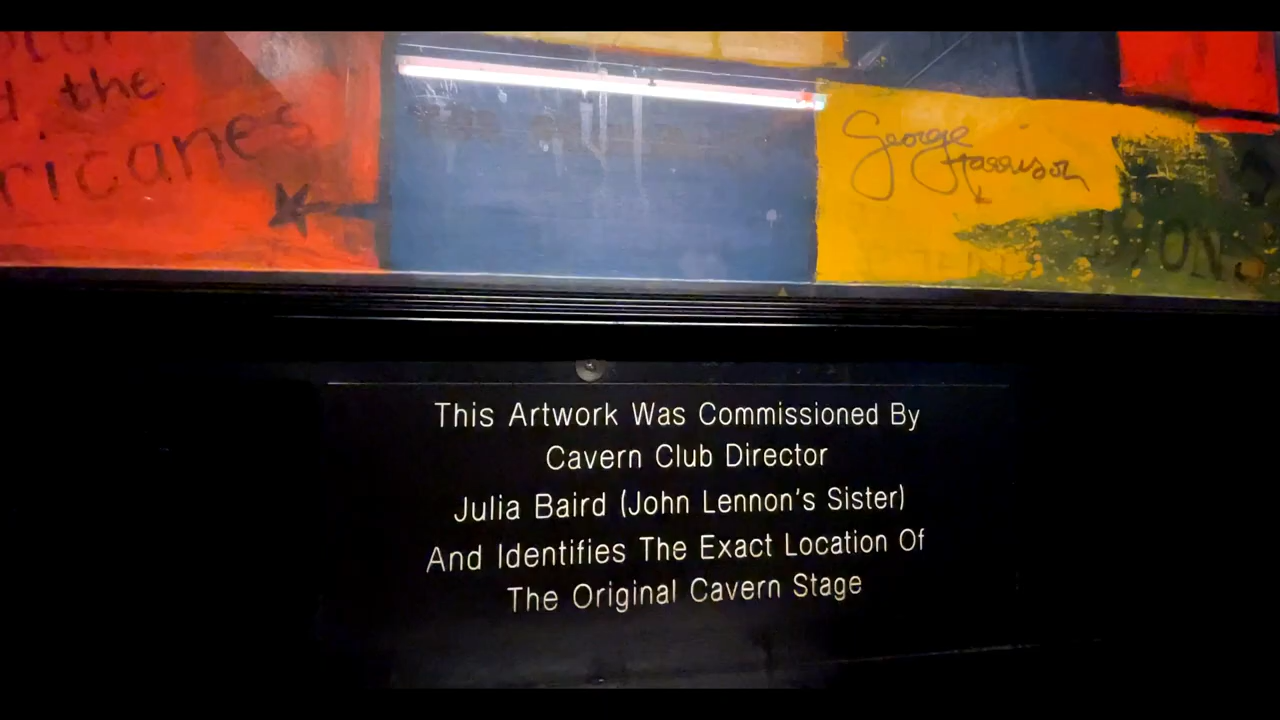 d the
ricanes
George
Harrison
ON
This Artwork Was Commissioned By
Cavern Club Director
Julia Baird (John Lennon's Sister)
And Identifies The Exact Location Of
The Original Cavern Stage